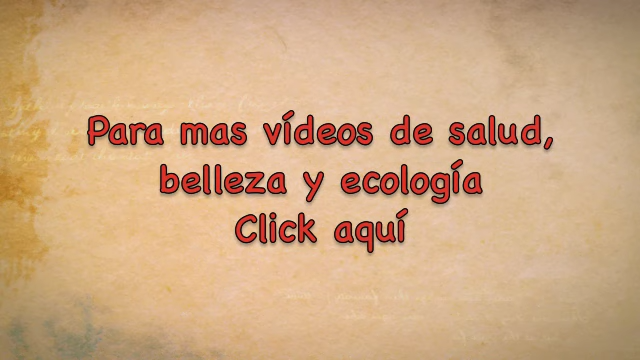 Para mas vídeos de salud,
belleza y ecología
Click aquí